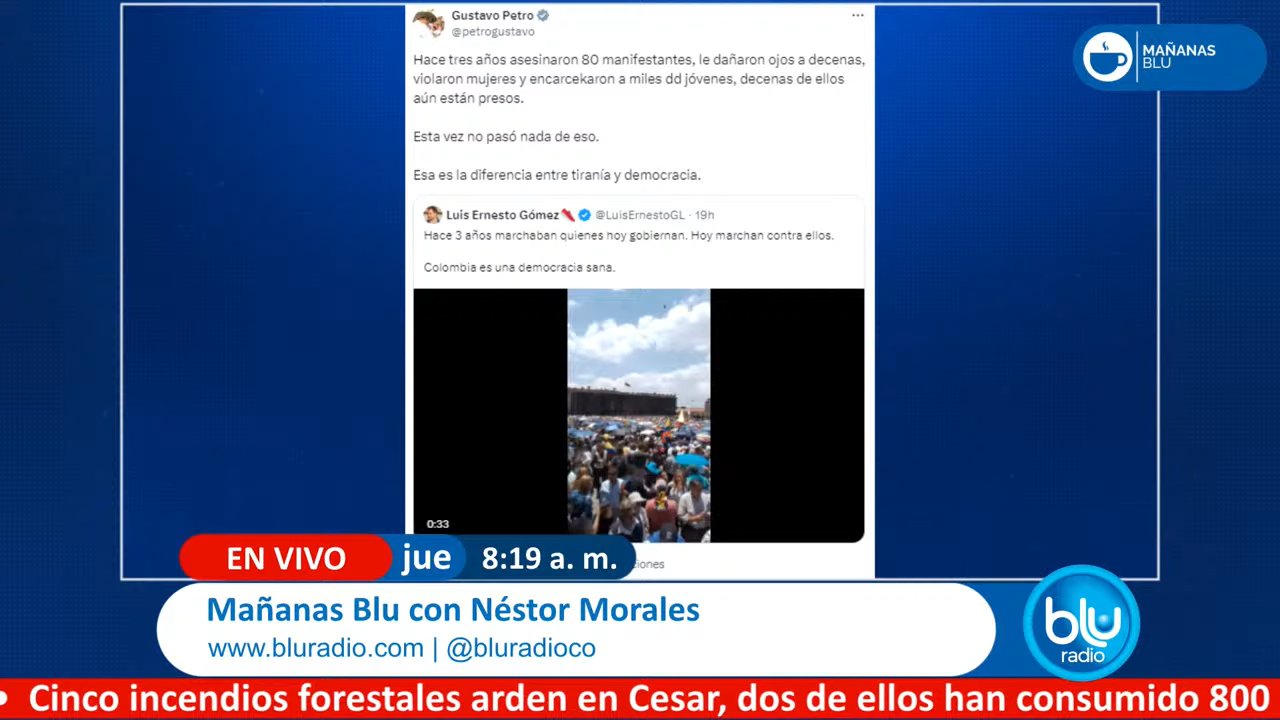 Gustavo Petro
@petrogustavo
MAÑANAS
BLU
Hace tres años asesinaron 80 manifestantes, le dañaron ojos a decenas,
violaron mujeres y encarcekaron a miles dd jóvenes, decenas de ellos
aún están presos.
Esta vez no pasó nada de eso.
Esa es la diferencia entre tiranía y democracia.
Luis Ernesto Gómez @LuisErnestoGL · 19h
Hace 3 años marchaban quienes hoy gobiernan. Hoy marchan contra ellos.
Colombia es una democracia sana.
0:33
ciones
EN VIVO jue 8:19 a. m.
Mañanas Blu con Néstor Morales
www.bluradio.com | @bluradioco
blu
radio
• Cinco incendios forestales arden en Cesar, dos de ellos han consumido 800